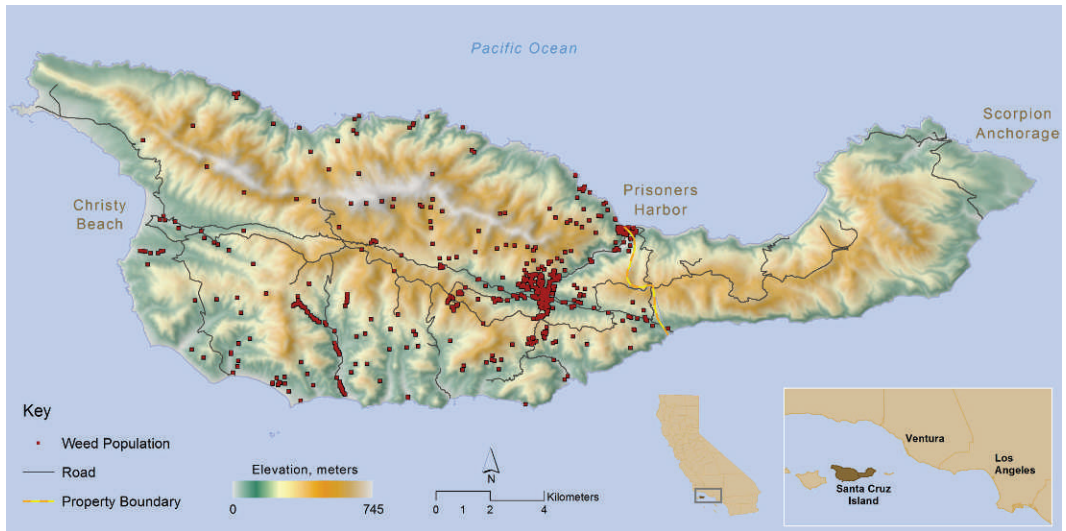 Pacific Ocean
Scorpion
Anchorage
Prisoners
Harbor
Christy
Beach
Key
Weed Population
Road
Property Boundary
Elevation, meters
0
745
N
Kilometers
0 1 2 4
Ventura
Los
Angeles
Santa Cruz
Island